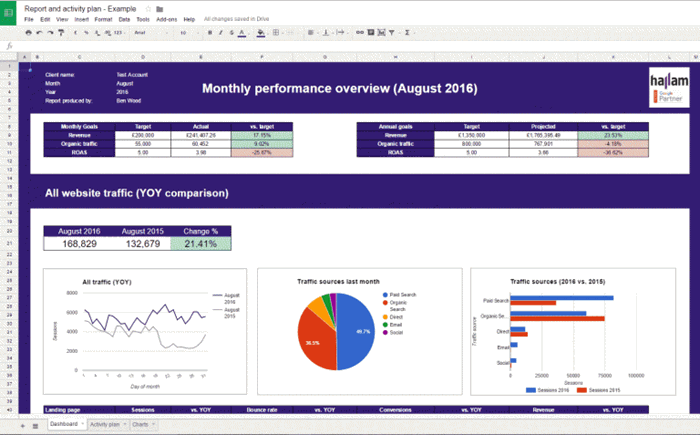 Report and activity plan - Example
File Edit View Insert Format Data Tools Add-ons Help All changes saved in Drive
Client name: Test Account
Month August
Year 2016
Report produced by: Ben Wood
Monthly performance overview (August 2016)
hallam
Google
Partner
Monthly Goals Target Actual vs. target
Revenue £200,000 £241,407.26 17.15%
Organic traffic 55,000 60,452 9.02%
ROAS 5.00 3.98 -25.67%
Annual goals Target Projected vs. target
Revenue £1,350,000 £1,765,395.49 23.53%
Organic traffic 800,000 767,901 -4.18%
ROAS 5.00 3.66 -36.62%
All website traffic (YOY comparison)
August 2016 August 2015 Change %
168,829 132,679 21.41%
All traffic (YOY)
8000
6000
4000
2000
0
Sessions
Day of month
August 2016
August 2015
Traffic sources last month
49.7%
36.3%
Paid Search
Organic Search
Direct
Email
Social
Traffic sources (2016 vs. 2015)
Traffic source
Paid Search
Organic Se...
Direct
Email
Social
0 25000 50000 75000 100000
Sessions
Sessions 2016 Sessions 2015
Landing page Sessions vs. YOY Bounce rate vs. YOY Conversions vs. YOY Revenue vs. YOY
Dashboard Activity plan Charts